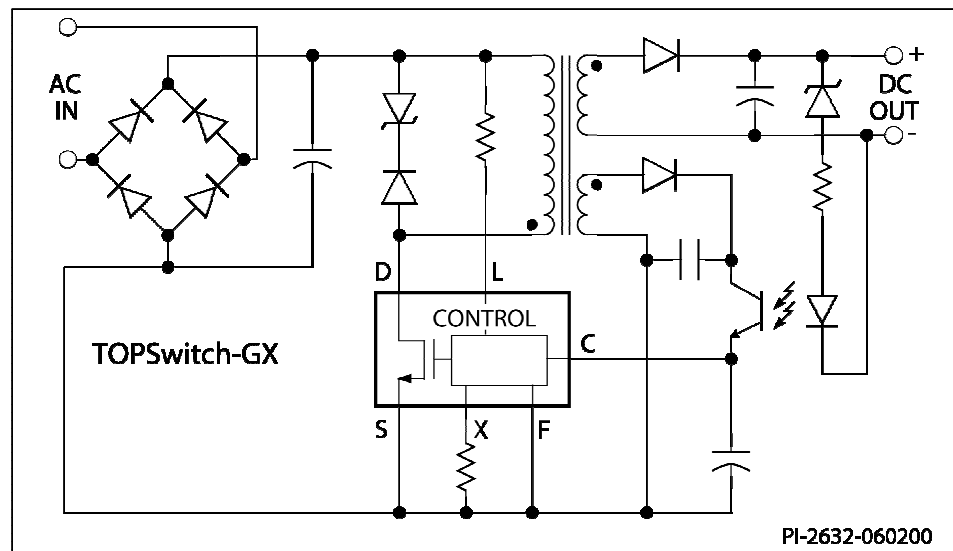 AC
IN
+
DC
OUT
-
D
L
CONTROL
C
TOPSwitch-GX
S
X
F
PI-2632-060200